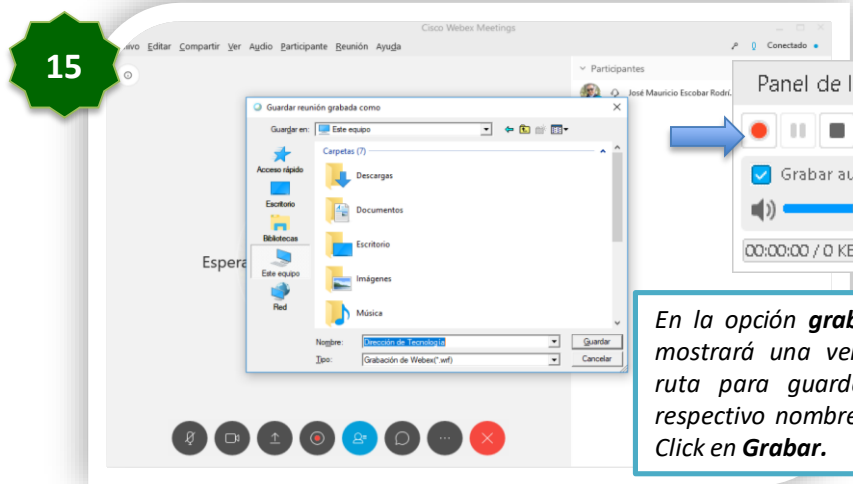 15
Cisco Webex Meetings
ivo Editar Compartir Ver Audio Participante Reunión Ayuda
Conectado
Participantes
José Mauricio Escobar Rodrí.
Panel de l
Guardar reunión grabada como
Guardar en: Este equipo
Carpetas (7)
Acceso rápido
Descargas
Escritorio
Documentos
Bibliotecas
Escritorio
Este equipo
Imágenes
Red
Música
Nombre: Dirección de Tecnología Guardar
Tipo: Grabación de Webex(*.wrf) Cancelar
Espera
Grabar au
00:00:00 / 0 KB
En la opción grab
mostrará una ve
ruta para guard
respectivo nombre
Click en Grabar.